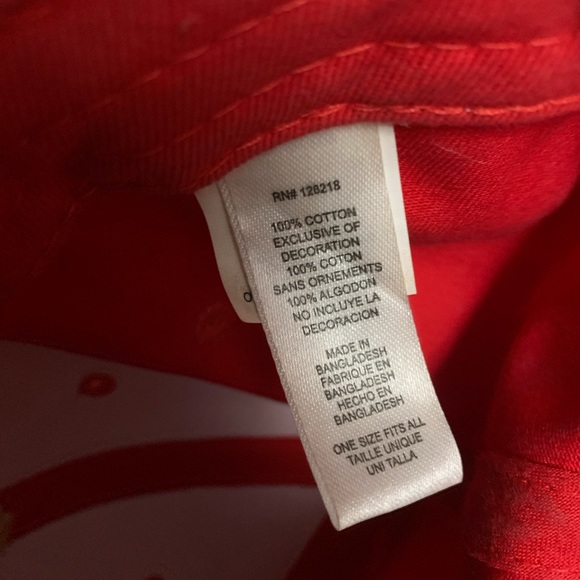 RN# 128218
100% COTTON
EXCLUSIVE OF
DECORATION
100% COTON
SANS ORNEMENTS
100% ALGODON
NO INCLUYE LA
DECORACION
MADE IN
BANGLADESH
FABRIQUE EN
BANGLADESH
HECHO EN
BANGLADESH
ONE SIZE FITS ALL
TAILLE UNIQUE
UNI TALLA